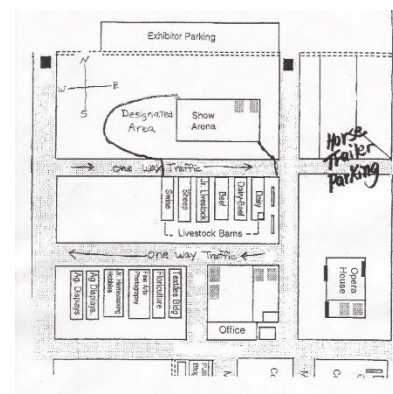 Exhibitor Parking
N
W E
S
Designated
Area
Show
Arena
Horse
Trailer
Parking
one way Traffic
Swine
Sheep
Jr. Livestock
Beef
Dairy-Beef
Dairy
Livestock Barns
one way Traffic
Ag. Displays
Ag. Displays,
Jr. Homemaking
Hobbies
Fine Arts
Photography
Floriculture
Textiles Bldg
Office
Opera
House